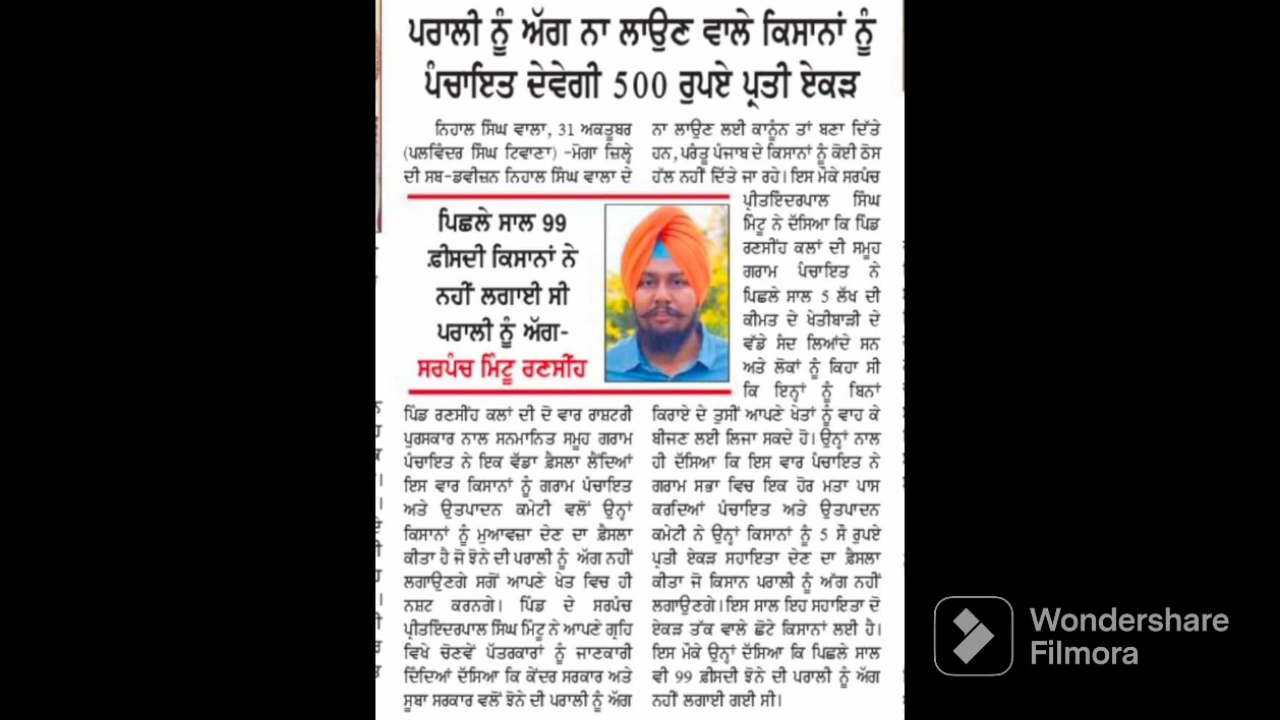 ਪਰਾਲੀ ਨੂੰ ਅੱਗ ਨਾ ਲਾਉਣ ਵਾਲੇ ਕਿਸਾਨਾਂ ਨੂੰ
ਪੰਚਾਇਤ ਦੇਵੇਗੀ 500 ਰੁਪਏ ਪ੍ਰਤੀ ਏਕੜ
ਨਿਹਾਲ ਸਿੰਘ ਵਾਲਾ, 31 ਅਕਤੂਬਰ
(ਪਲਵਿੰਦਰ ਸਿੰਘ ਟਿਵਾਣਾ) -ਮੋਗਾ ਜ਼ਿਲ੍ਹੇ
ਦੀ ਸਬ-ਡਵੀਜ਼ਨ ਨਿਹਾਲ ਸਿੰਘ ਵਾਲਾ ਦੇ
ਪਿਛਲੇ ਸਾਲ 99
ਫ਼ੀਸਦੀ ਕਿਸਾਨਾਂ ਨੇ
ਨਹੀਂ ਲਗਾਈ ਸੀ
ਪਰਾਲੀ ਨੂੰ ਅੱਗ-
ਸਰਪੰਚ ਮਿੰਟੂ ਰਣਸੀਂਹ
ਪਿੰਡ ਰਣਸੀਂਹ ਕਲਾਂ ਦੀ ਦੋ ਵਾਰ ਰਾਸ਼ਟਰੀ
ਪੁਰਸਕਾਰ ਨਾਲ ਸਨਮਾਨਿਤ ਸਮੂਹ ਗਰਾਮ
ਪੰਚਾਇਤ ਨੇ ਇਕ ਵੱਡਾ ਫ਼ੈਸਲਾ ਲੈਂਦਿਆਂ
ਇਸ ਵਾਰ ਕਿਸਾਨਾਂ ਨੂੰ ਗਰਾਮ ਪੰਚਾਇਤ
ਅਤੇ ਉਤਪਾਦਨ ਕਮੇਟੀ ਵਲੋਂ ਉਨ੍ਹਾਂ
ਕਿਸਾਨਾਂ ਨੂੰ ਮੁਆਵਜ਼ਾ ਦੇਣ ਦਾ ਫ਼ੈਸਲਾ
ਕੀਤਾ ਹੈ ਜੋ ਝੋਨੇ ਦੀ ਪਰਾਲੀ ਨੂੰ ਅੱਗ ਨਹੀਂ
ਲਗਾਉਣਗੇ ਸਗੋਂ ਆਪਣੇ ਖੇਤ ਵਿਚ ਹੀ
ਨਸ਼ਟ ਕਰਨਗੇ। ਪਿੰਡ ਦੇ ਸਰਪੰਚ
ਪ੍ਰੀਤਇੰਦਰਪਾਲ ਸਿੰਘ ਮਿੰਟੂ ਨੇ ਆਪਣੇ ਗ੍ਰਹਿ
ਵਿਖੇ ਚੋਣਵੇਂ ਪੱਤਰਕਾਰਾਂ ਨੂੰ ਜਾਣਕਾਰੀ
ਦਿੰਦਿਆਂ ਦੱਸਿਆ ਕਿ ਕੇਂਦਰ ਸਰਕਾਰ ਅਤੇ
ਸੂਬਾ ਸਰਕਾਰ ਵਲੋਂ ਝੋਨੇ ਦੀ ਪਰਾਲੀ ਨੂੰ ਅੱਗ
ਨਾ ਲਾਉਣ ਲਈ ਕਾਨੂੰਨ ਤਾਂ ਬਣਾ ਦਿੱਤੇ
ਹਨ, ਪਰੰਤੂ ਪੰਜਾਬ ਦੇ ਕਿਸਾਨਾਂ ਨੂੰ ਕੋਈ ਠੋਸ
ਹੱਲ ਨਹੀਂ ਦਿੱਤੇ ਜਾ ਰਹੇ। ਇਸ ਮੌਕੇ ਸਰਪੰਚ
ਪ੍ਰੀਤਇੰਦਰਪਾਲ ਸਿੰਘ
ਮਿੰਟੂ ਨੇ ਦੱਸਿਆ ਕਿ ਪਿੰਡ
ਰਣਸੀਂਹ ਕਲਾਂ ਦੀ ਸਮੂਹ
ਗਰਾਮ ਪੰਚਾਇਤ ਨੇ
ਪਿਛਲੇ ਸਾਲ 5 ਲੱਖ ਦੀ
ਕੀਮਤ ਦੇ ਖੇਤੀਬਾੜੀ ਦੇ
ਵੱਡੇ ਸੰਦ ਲਿਆਂਦੇ ਸਨ
ਅਤੇ ਲੋਕਾਂ ਨੂੰ ਕਿਹਾ ਸੀ
ਕਿ ਇਨ੍ਹਾਂ ਨੂੰ ਬਿਨਾਂ
ਕਿਰਾਏ ਦੇ ਤੁਸੀਂ ਆਪਣੇ ਖੇਤਾਂ ਨੂੰ ਵਾਹ ਕੇ
ਬੀਜਣ ਲਈ ਲਿਜਾ ਸਕਦੇ ਹੋ। ਉਨ੍ਹਾਂ ਨਾਲ
ਹੀ ਦੱਸਿਆ ਕਿ ਇਸ ਵਾਰ ਪੰਚਾਇਤ ਨੇ
ਗਰਾਮ ਸਭਾ ਵਿਚ ਇਕ ਹੋਰ ਮਤਾ ਪਾਸ
ਕਰਦਿਆਂ ਪੰਚਾਇਤ ਅਤੇ ਉਤਪਾਦਨ
ਕਮੇਟੀ ਨੇ ਉਨ੍ਹਾਂ ਕਿਸਾਨਾਂ ਨੂੰ 5 ਸੌ ਰੁਪਏ
ਪ੍ਰਤੀ ਏਕੜ ਸਹਾਇਤਾ ਦੇਣ ਦਾ ਫ਼ੈਸਲਾ
ਕੀਤਾ ਜੋ ਕਿਸਾਨ ਪਰਾਲੀ ਨੂੰ ਅੱਗ ਨਹੀਂ
ਲਗਾਉਣਗੇ। ਇਸ ਸਾਲ ਇਹ ਸਹਾਇਤਾ ਦੋ
ਏਕੜ ਤੱਕ ਵਾਲੇ ਛੋਟੇ ਕਿਸਾਨਾਂ ਲਈ ਹੈ।
ਇਸ ਮੌਕੇ ਉਨ੍ਹਾਂ ਦੱਸਿਆ ਕਿ ਪਿਛਲੇ ਸਾਲ
ਵੀ 99 ਫ਼ੀਸਦੀ ਝੋਨੇ ਦੀ ਪਰਾਲੀ ਨੂੰ ਅੱਗ
ਨਹੀਂ ਲਗਾਈ ਗਈ ਸੀ।
Wondershare
Filmora